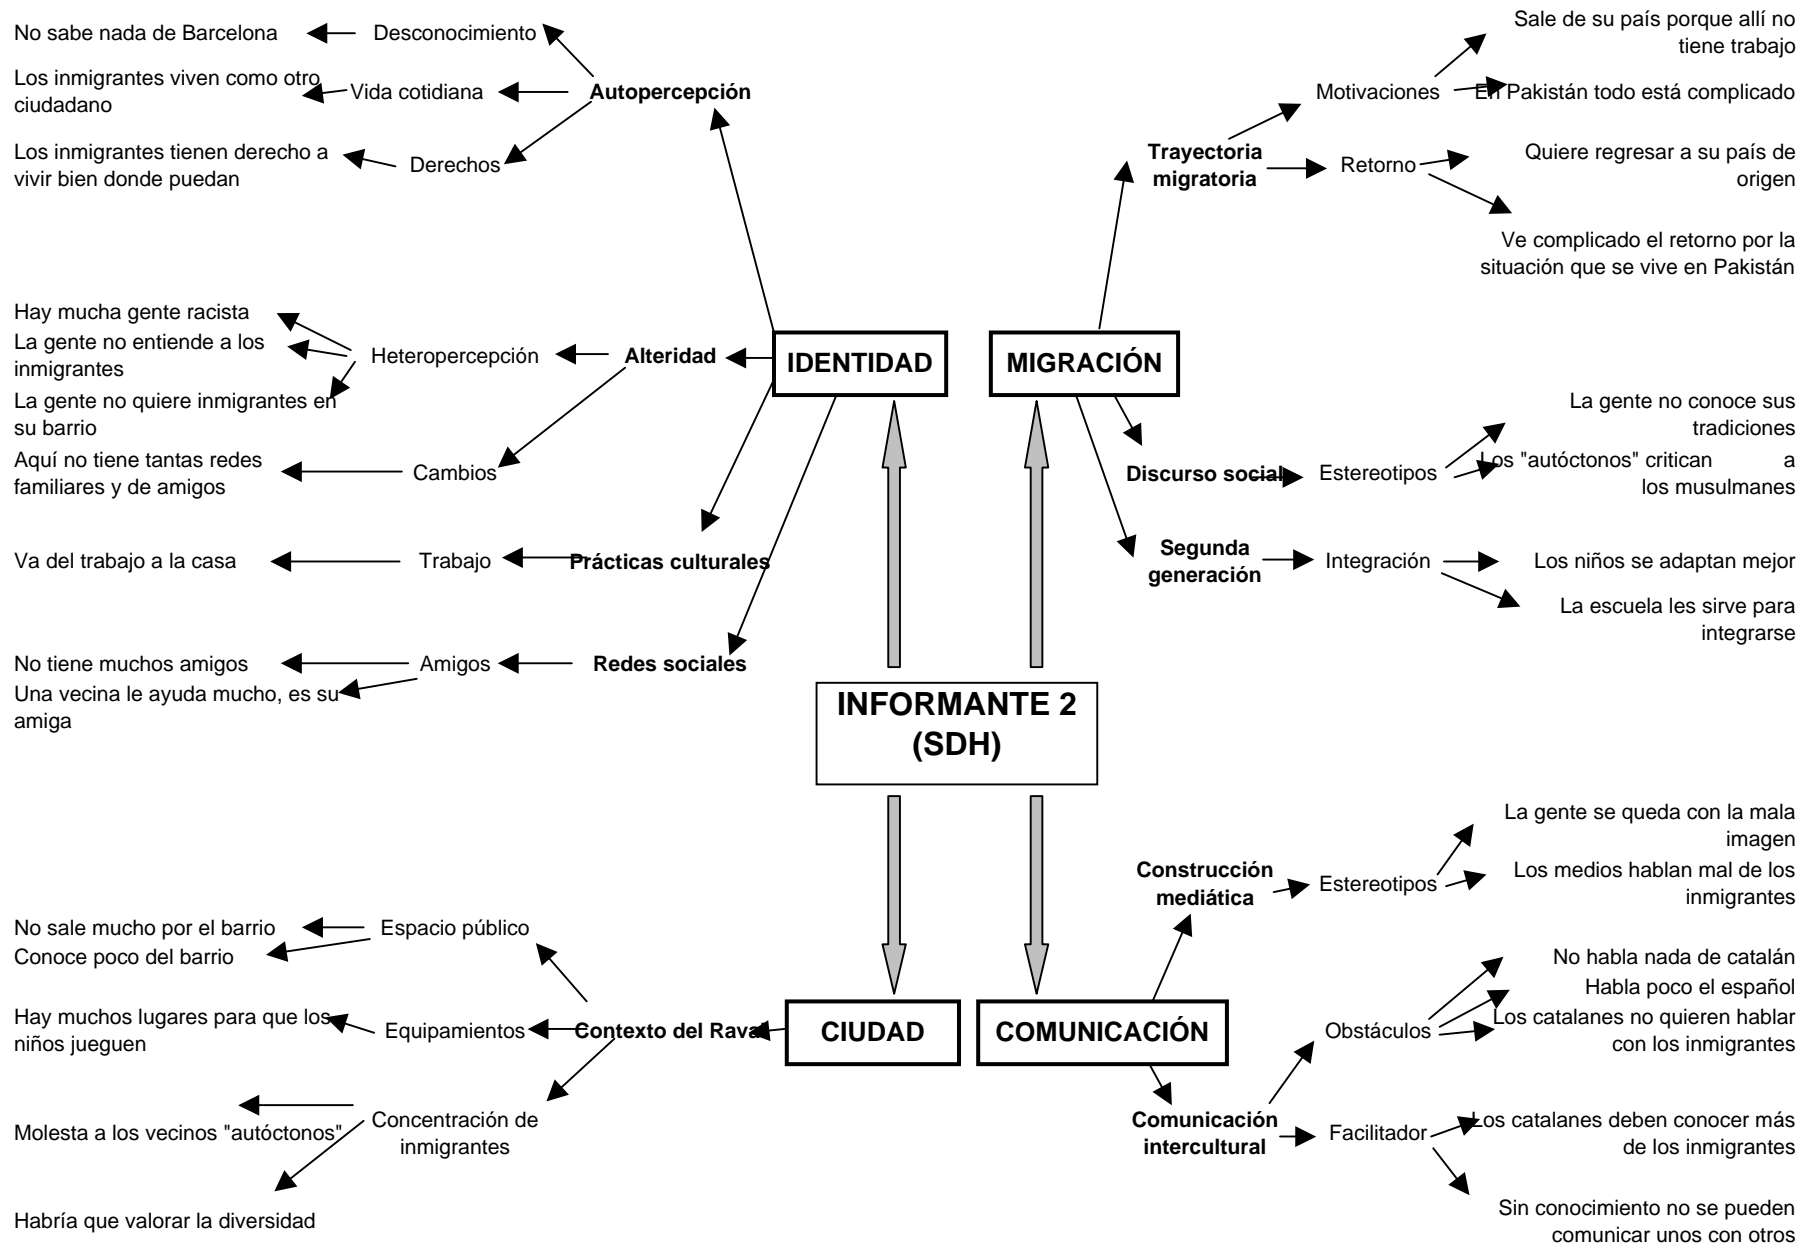 No sabe nada de Barcelona
Desconocimiento
Los inmigrantes viven como otro
ciudadano
Vida cotidiana
Autopercepción
Los inmigrantes tienen derecho a
vivir bien donde puedan
Derechos
Hay mucha gente racista
La gente no entiende a los
inmigrantes
La gente no quiere inmigrantes en
su barrio
Heteropercepción
Alteridad
Aquí no tiene tantas redes
familiares y de amigos
Cambios
Va del trabajo a la casa
Trabajo
Prácticas culturales
No tiene muchos amigos
Una vecina le ayuda mucho, es su
amiga
Amigos
Redes sociales
IDENTIDAD
MIGRACIÓN
Trayectoria
migratoria
Motivaciones
Sale de su país porque allí no
tiene trabajo
En Pakistán todo está complicado
Retorno
Quiere regresar a su país de
origen
Ve complicado el retorno por la
situación que se vive en Pakistán
Discurso social
Estereotipos
La gente no conoce sus
tradiciones
Los "autóctonos" critican a
los musulmanes
Segunda
generación
Integración
Los niños se adaptan mejor
La escuela les sirve para
integrarse
INFORMANTE 2
(SDH)
No sale mucho por el barrio
Conoce poco del barrio
Espacio público
Hay muchos lugares para que los
niños jueguen
Equipamientos
Contexto del Raval
CIUDAD
Molesta a los vecinos "autóctonos"
Concentración de
inmigrantes
Habría que valorar la diversidad
COMUNICACIÓN
Construcción
mediática
Estereotipos
La gente se queda con la mala
imagen
Los medios hablan mal de los
inmigrantes
Comunicación
intercultural
Obstáculos
No habla nada de catalán
Habla poco el español
Los catalanes no quieren hablar
con los inmigrantes
Facilitador
Los catalanes deben conocer más
de los inmigrantes
Sin conocimiento no se pueden
comunicar unos con otros